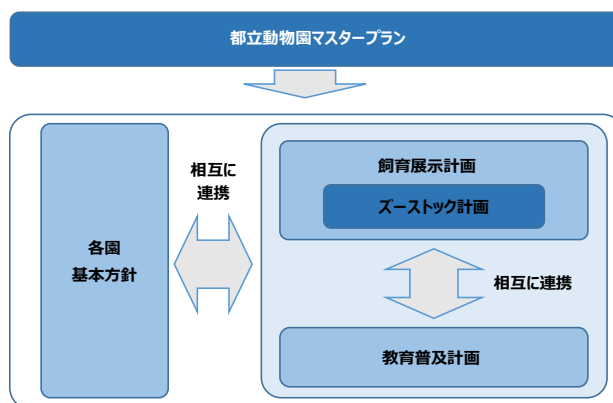 都立動物園マスタープラン
相互に
連携
飼育展示計画
ズーストック計画
各園
基本方針
相互に連携
教育普及計画